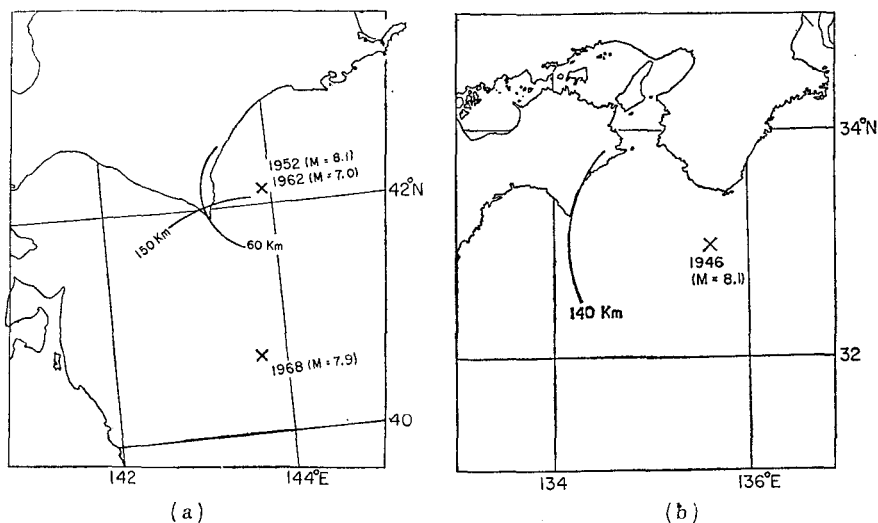 1952 (M = 8.1)
1962 (M = 7.0)
42°N
150 Km
60 Km
1968 (M = 7.9)
40
142
144°E
(a)
34°N
1946
(M = 8.1)
140 Km
32
134
136°E
(b)